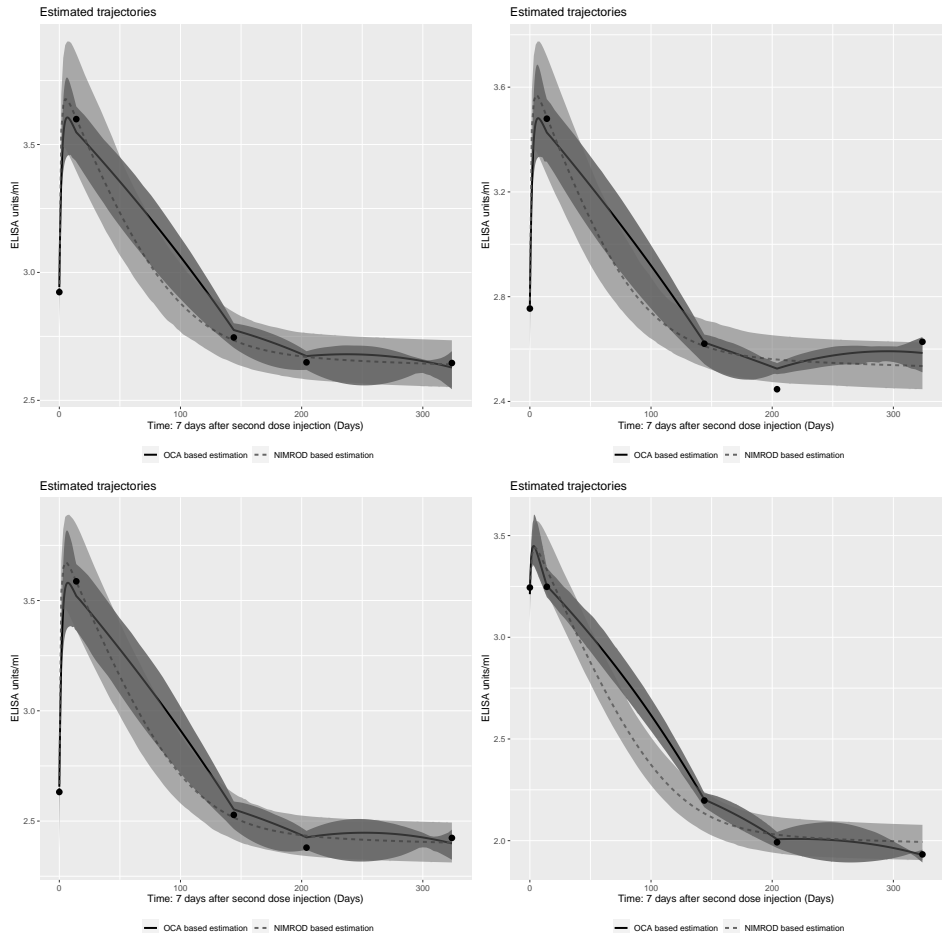 Estimated trajectories
ELISA units/ml
3.5
3.0
2.5
0 100 200 300
Time: 7 days after second dose injection (Days)
OCA based estimation NIMROD based estimation
Estimated trajectories
ELISA units/ml
3.6
3.2
2.8
2.4
0 100 200 300
Time: 7 days after second dose injection (Days)
OCA based estimation NIMROD based estimation
Estimated trajectories
ELISA units/ml
3.5
3.0
2.5
0 100 200 300
Time: 7 days after second dose injection (Days)
OCA based estimation NIMROD based estimation
Estimated trajectories
ELISA units/ml
3.5
3.0
2.5
2.0
0 100 200 300
Time: 7 days after second dose injection (Days)
OCA based estimation NIMROD based estimation